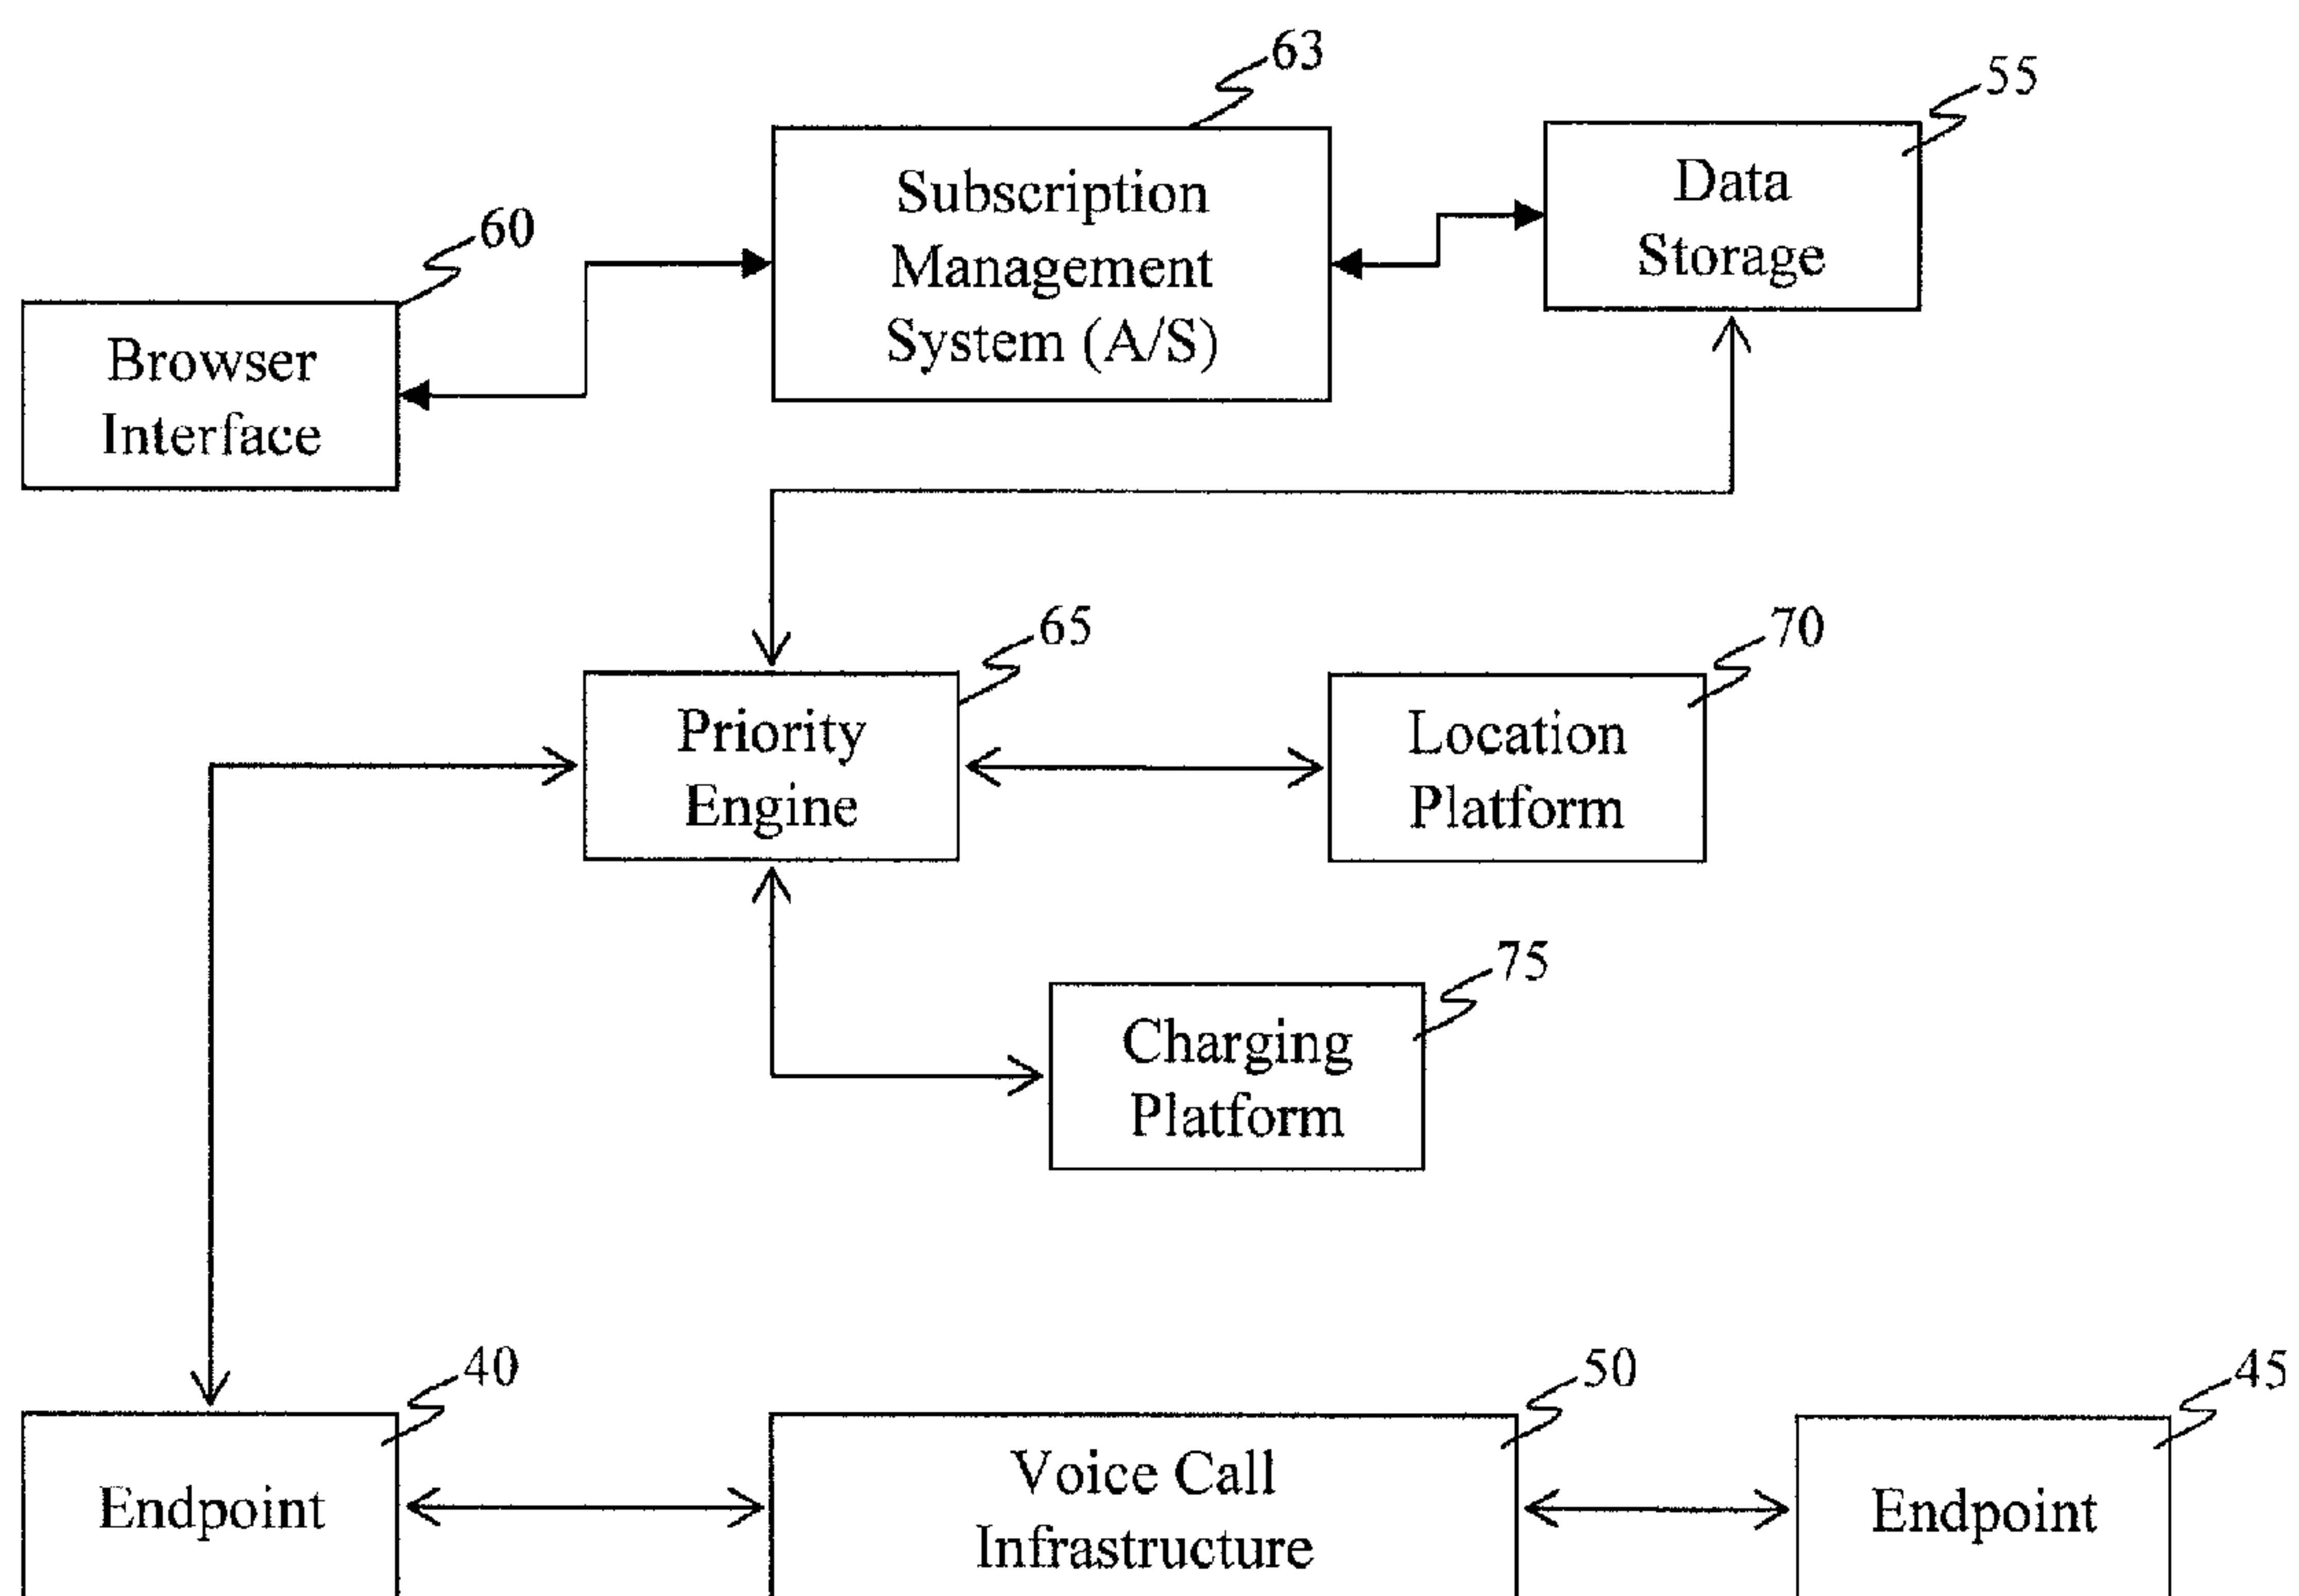 63
55
Subscription
Management
System (A/S)
Data
Storage
60
Browser
Interface
65
70
Priority
Engine
Location
Platform
75
Charging
Platform
40
50
45
Endpoint
Voice Call
Infrastructure
Endpoint